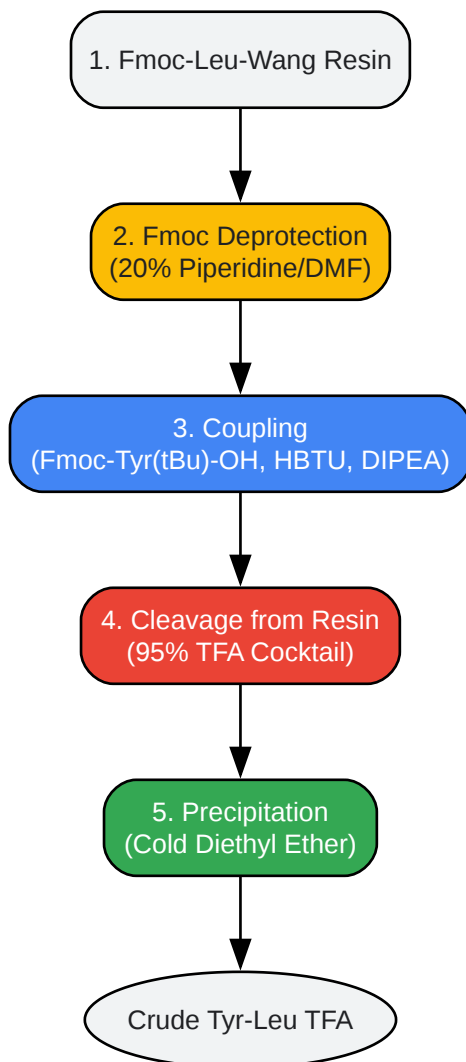 1. Fmoc-Leu-Wang Resin
2. Fmoc Deprotection
(20% Piperidine/DMF)
3. Coupling
(Fmoc-Tyr(tBu)-OH, HBTU, DIPEA)
4. Cleavage from Resin
(95% TFA Cocktail)
5. Precipitation
(Cold Diethyl Ether)
Crude Tyr-Leu TFA